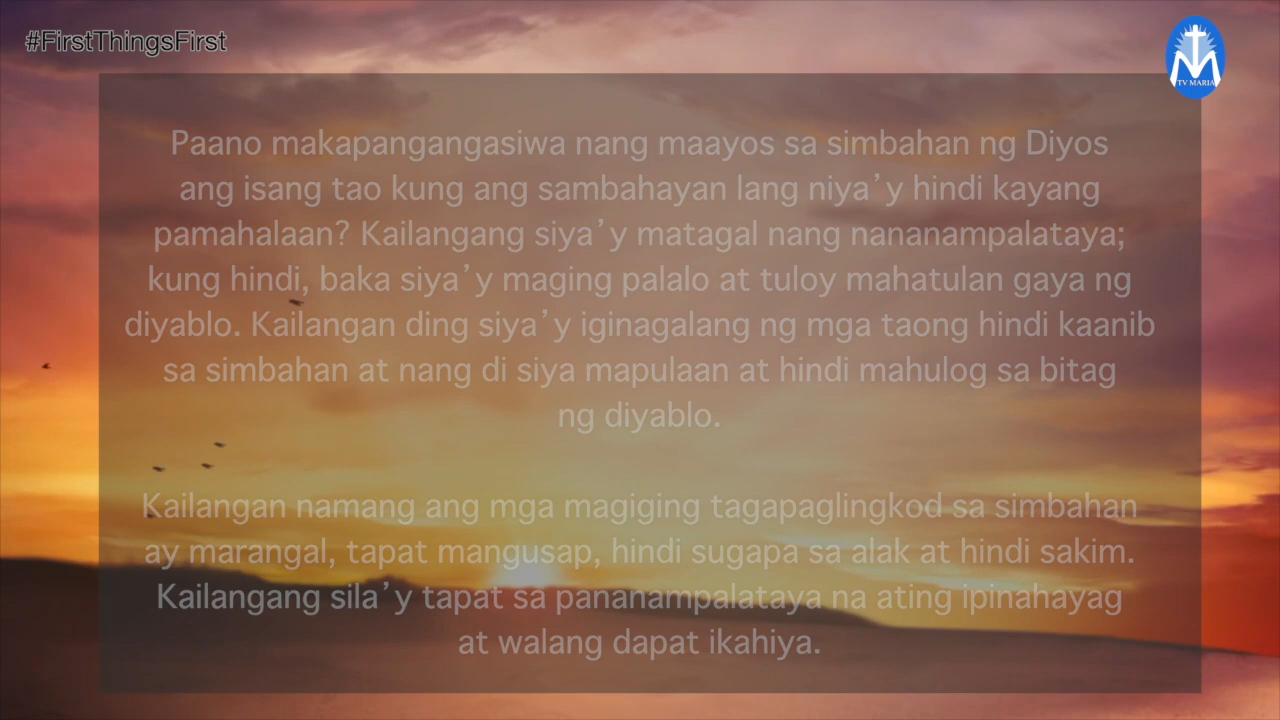 #FirstThingsFirst
TV MARIA
Paano makapangangasiwa nang maayos sa simbahan ng Diyos
ang isang tao kung ang sambahayan lang niya’y hindi kayang
pamahalaan? Kailangang siya’y matagal nang nananampalataya;
kung hindi, baka siya’y maging palalo at tuloy mahatulan gaya ng
diyablo. Kailangan ding siya’y iginagalang ng mga taong hindi kaanib
sa simbahan at nang di siya mapulaan at hindi mahulog sa bitag
ng diyablo.
Kailangan namang ang mga magiging tagapaglingkod sa simbahan
ay marangal, tapat mangusap, hindi sugapa sa alak at hindi sakim.
Kailangang sila’y tapat sa pananampalataya na ating ipinahayag
at walang dapat ikahiya.